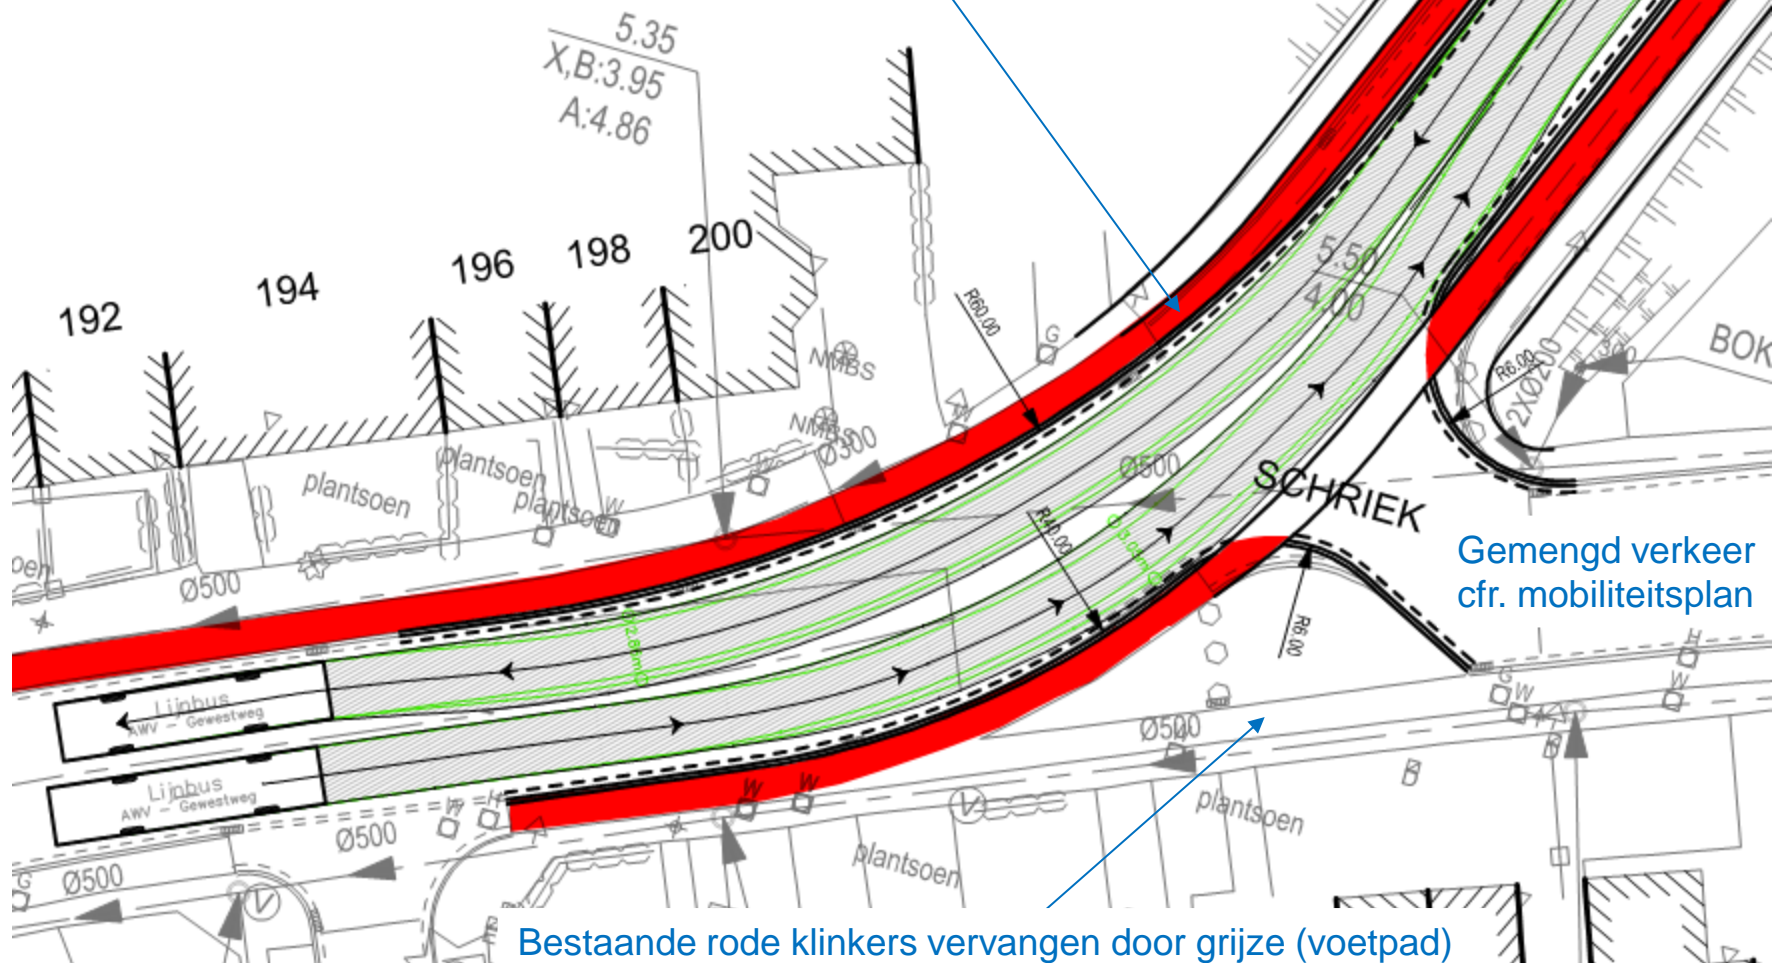 5.35
X,B:3.95
A:4.86
192
194
196
198
200
NMBS
NMBS
Ø300
R60.00
G
W
5.50
4.00
BOK
R6.00
2XØ200
plantsoen
plantsoen
plantsoen
W
W
Ø500
SCHRIEK
R40.00
Ø500
Gemengd verkeer
cfr. mobiliteitsplan
R6.00
Lijnbus
AWV - Gewestweg
Lijnbus
AWV - Gewestweg
H
G
W
W
Ø500
W
W
H
V
plantsoen
plantsoen
Ø500
Ø500
G
V
Bestaande rode klinkers vervangen door grijze (voetpad)